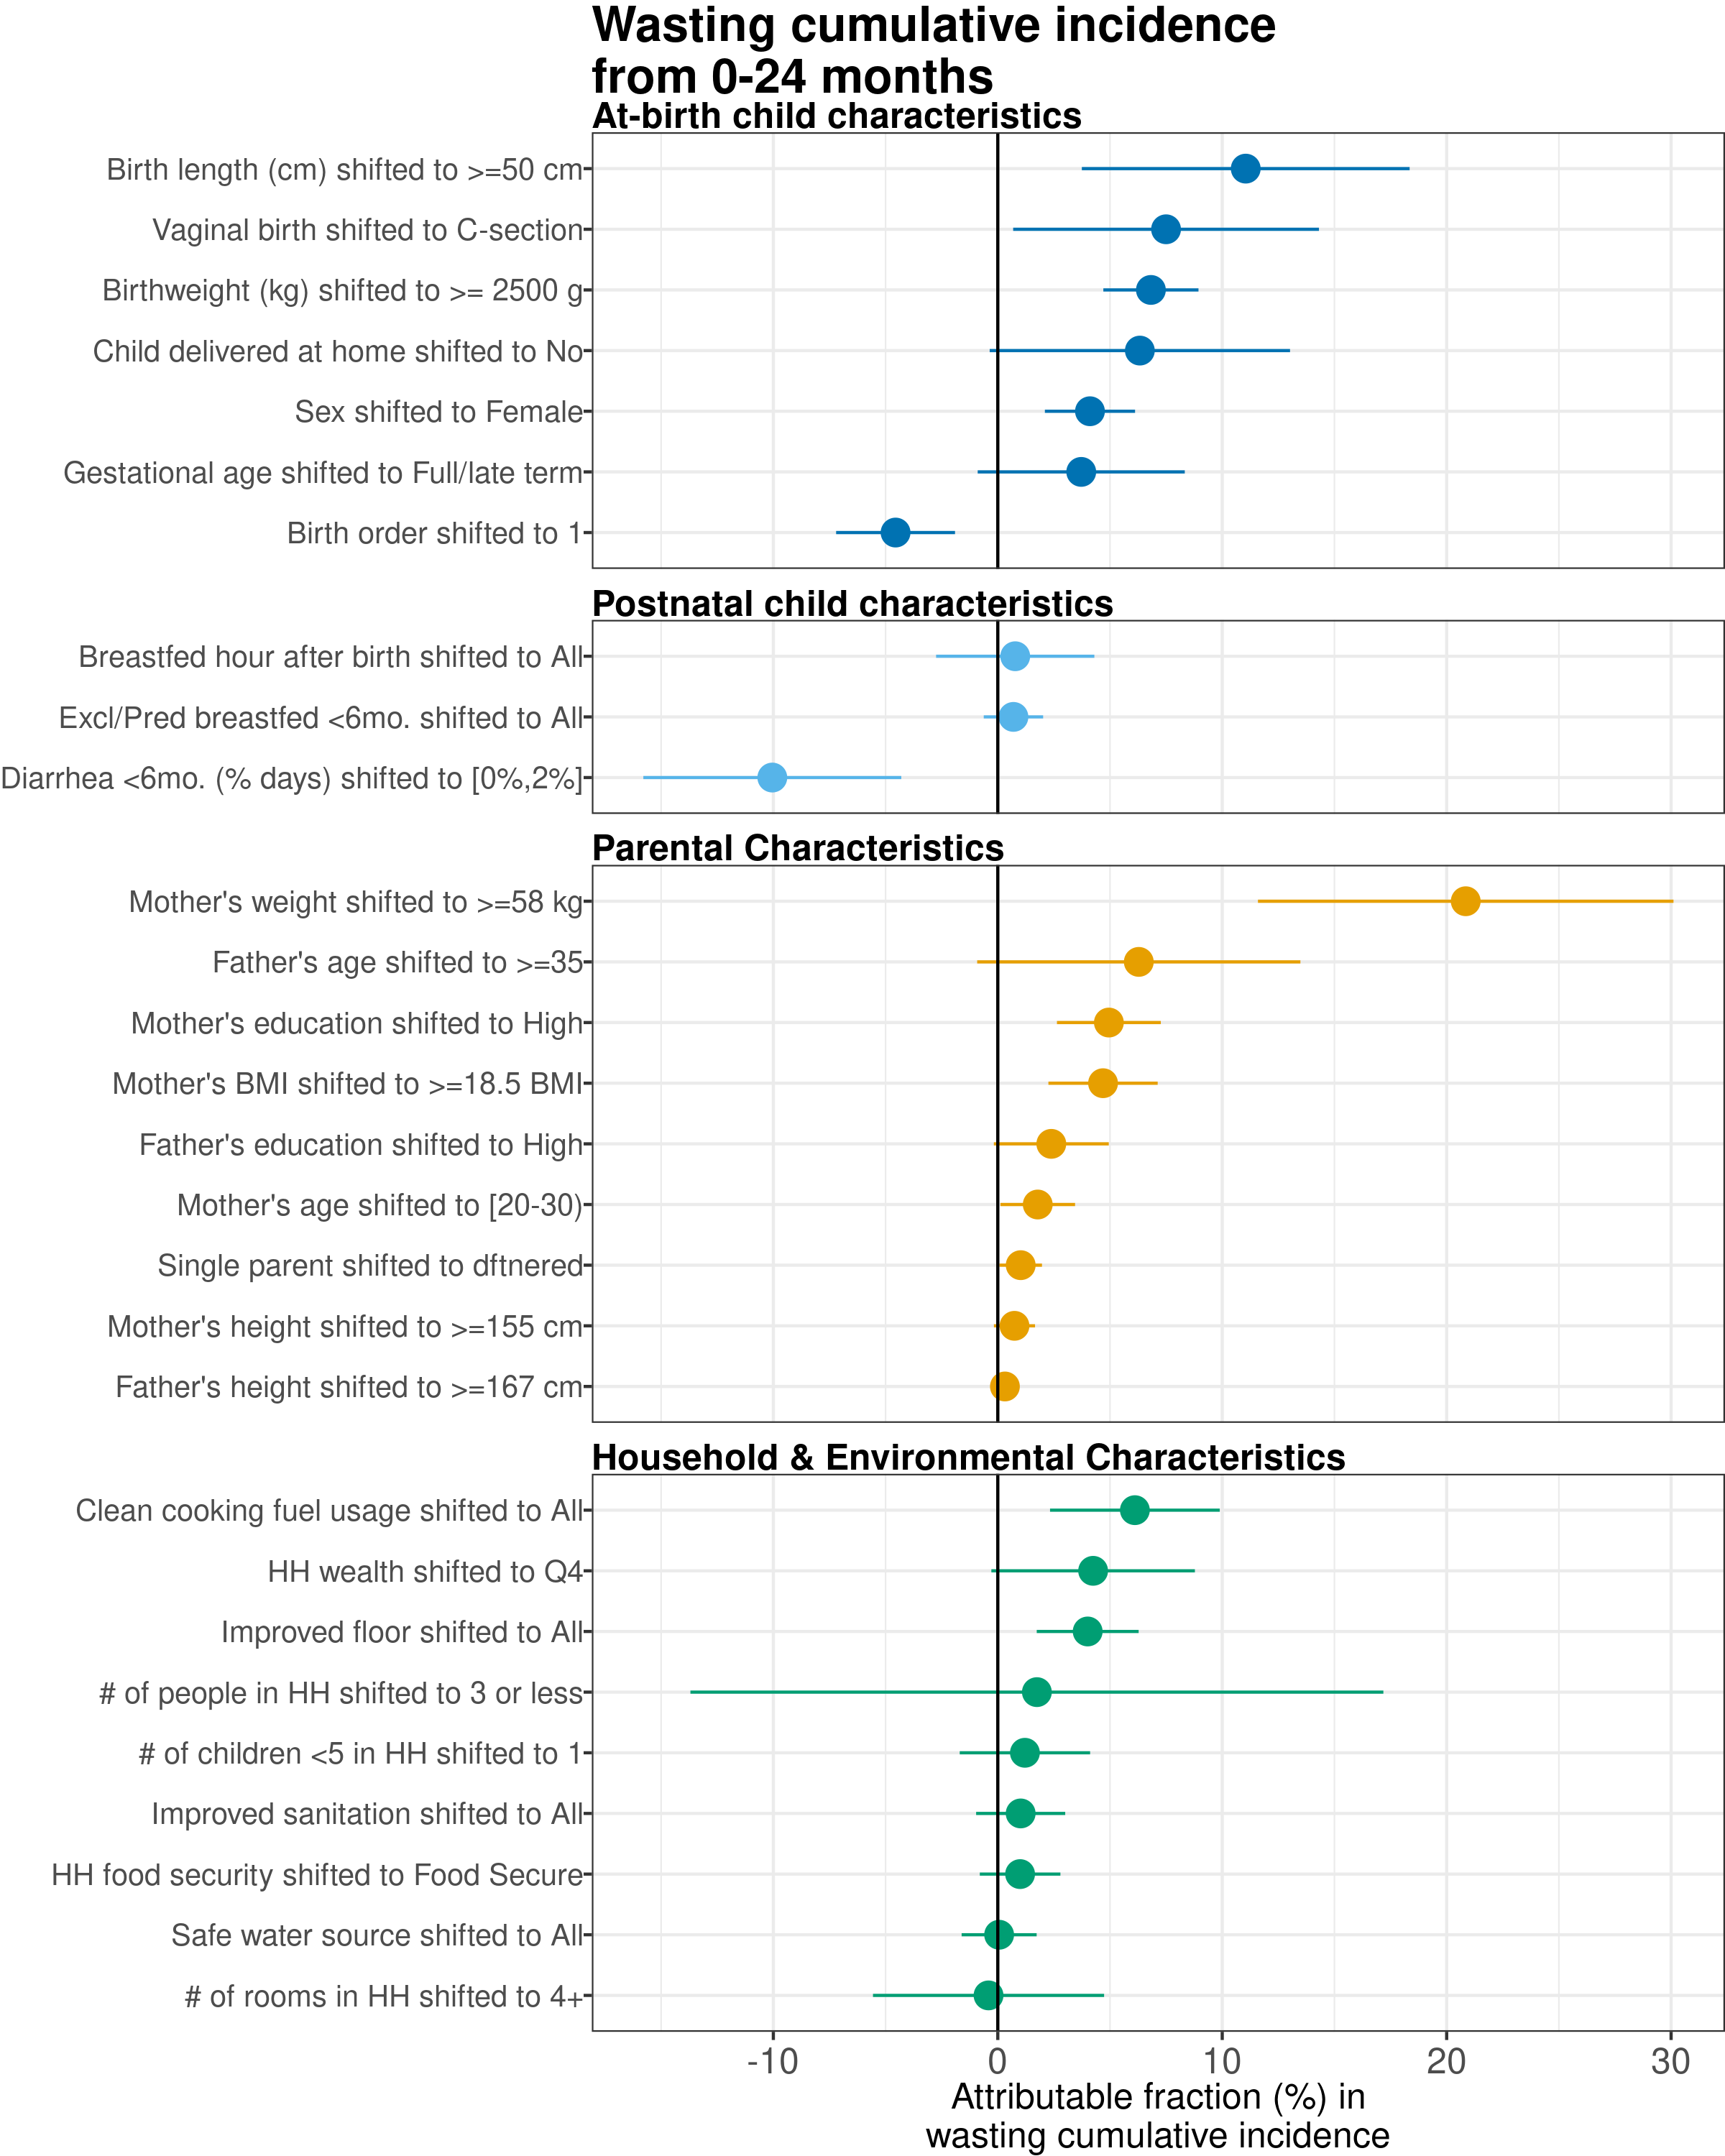 Wasting cumulative incidence
from 0-24 months
At-birth child characteristics
Birth length (cm) shifted to >=50 cm
Vaginal birth shifted to C-section
Birthweight (kg) shifted to >= 2500 g
Child delivered at home shifted to No
Sex shifted to Female
Gestational age shifted to Full/late term
Birth order shifted to 1
Postnatal child characteristics
Breastfed hour after birth shifted to All
Excl/Pred breastfed <6mo. shifted to All
Diarrhea <6mo. (% days) shifted to [0%,2%]
Parental Characteristics
Mother's weight shifted to >=58 kg
Father's age shifted to >=35
Mother's education shifted to High
Mother's BMI shifted to >=18.5 BMI
Father's education shifted to High
Mother's age shifted to [20-30)
Single parent shifted to dftnered
Mother's height shifted to >=155 cm
Father's height shifted to >=167 cm
Household & Environmental Characteristics
Clean cooking fuel usage shifted to All
HH wealth shifted to Q4
Improved floor shifted to All
# of people in HH shifted to 3 or less
# of children <5 in HH shifted to 1
Improved sanitation shifted to All
HH food security shifted to Food Secure
Safe water source shifted to All
# of rooms in HH shifted to 4+
-10 0 10 20 30
Attributable fraction (%) in
wasting cumulative incidence